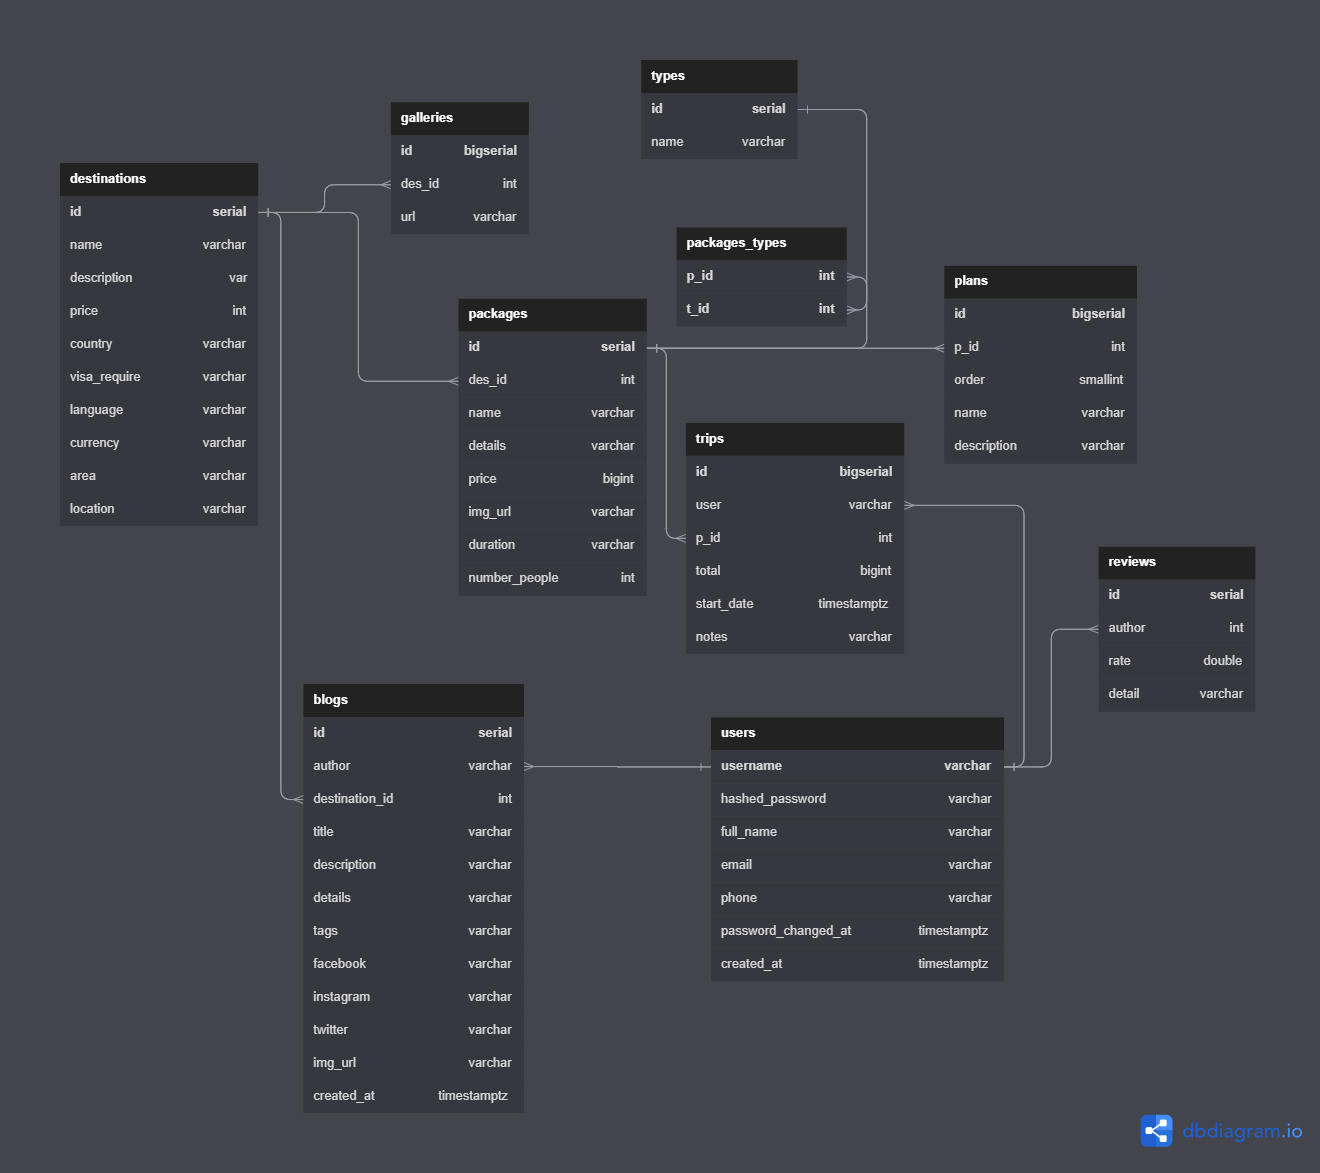 types
id serial
name varchar
galleries
id bigserial
des_id int
url varchar
destinations
id serial
name varchar
description var
price int
country varchar
visa_require varchar
language varchar
currency varchar
area varchar
location varchar
packages_types
p_id int
t_id int
plans
id bigserial
p_id int
order smallint
name varchar
description varchar
packages
id serial
des_id int
name varchar
details varchar
price bigint
img_url varchar
duration varchar
number_people int
trips
id bigserial
user varchar
p_id int
total bigint
start_date timestamptz
notes varchar
reviews
id serial
author int
rate double
detail varchar
blogs
id serial
author varchar
destination_id int
title varchar
description varchar
details varchar
tags varchar
facebook varchar
instagram varchar
twitter varchar
img_url varchar
created_at timestamptz
users
username varchar
hashed_password varchar
full_name varchar
email varchar
phone varchar
password_changed_at timestamptz
created_at timestamptz
dbdiagram.io